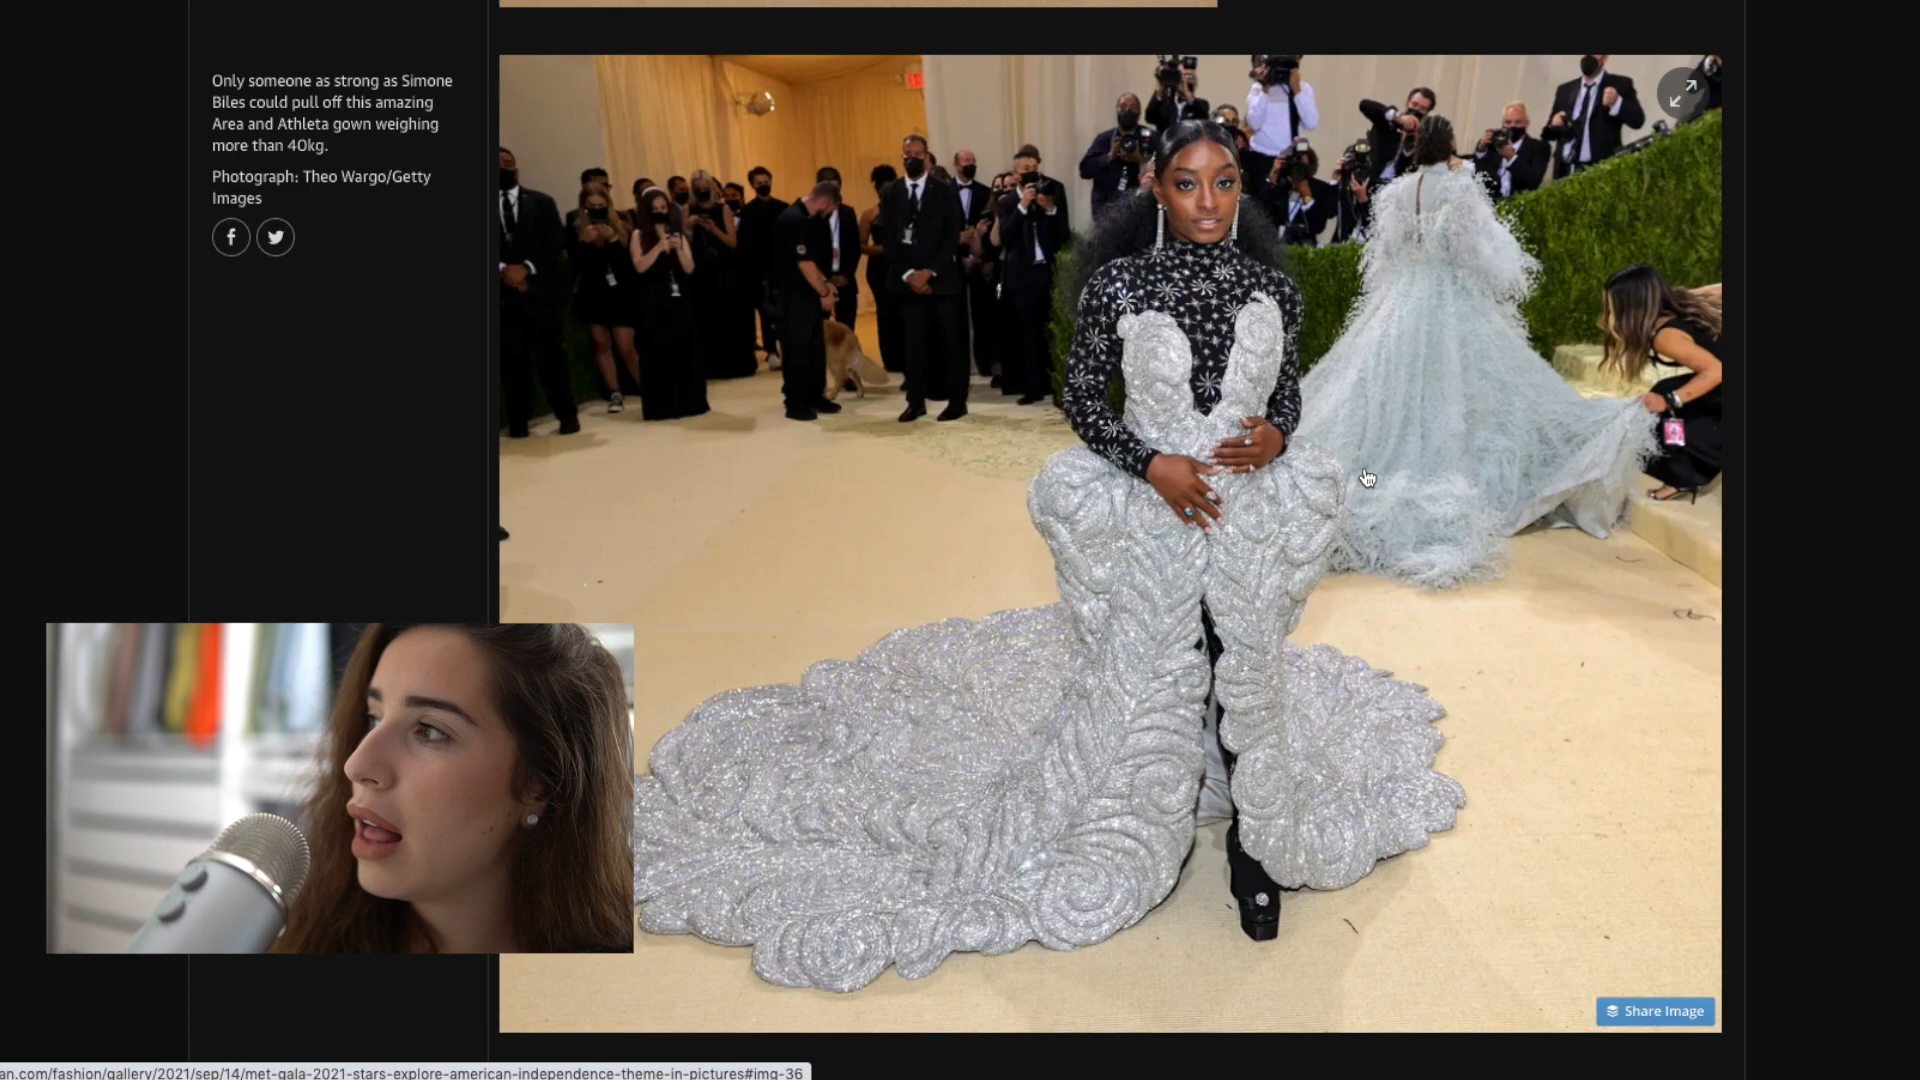 Only someone as strong as Simone
Biles could pull off this amazing
Area and Athleta gown weighing
more than 40kg.
Photograph: Theo Wargo/Getty
Images
Share Image
an.com/fashion/gallery/2021/sep/14/met-gala-2021-stars-explore-american-independence-theme-in-pictures#img-36